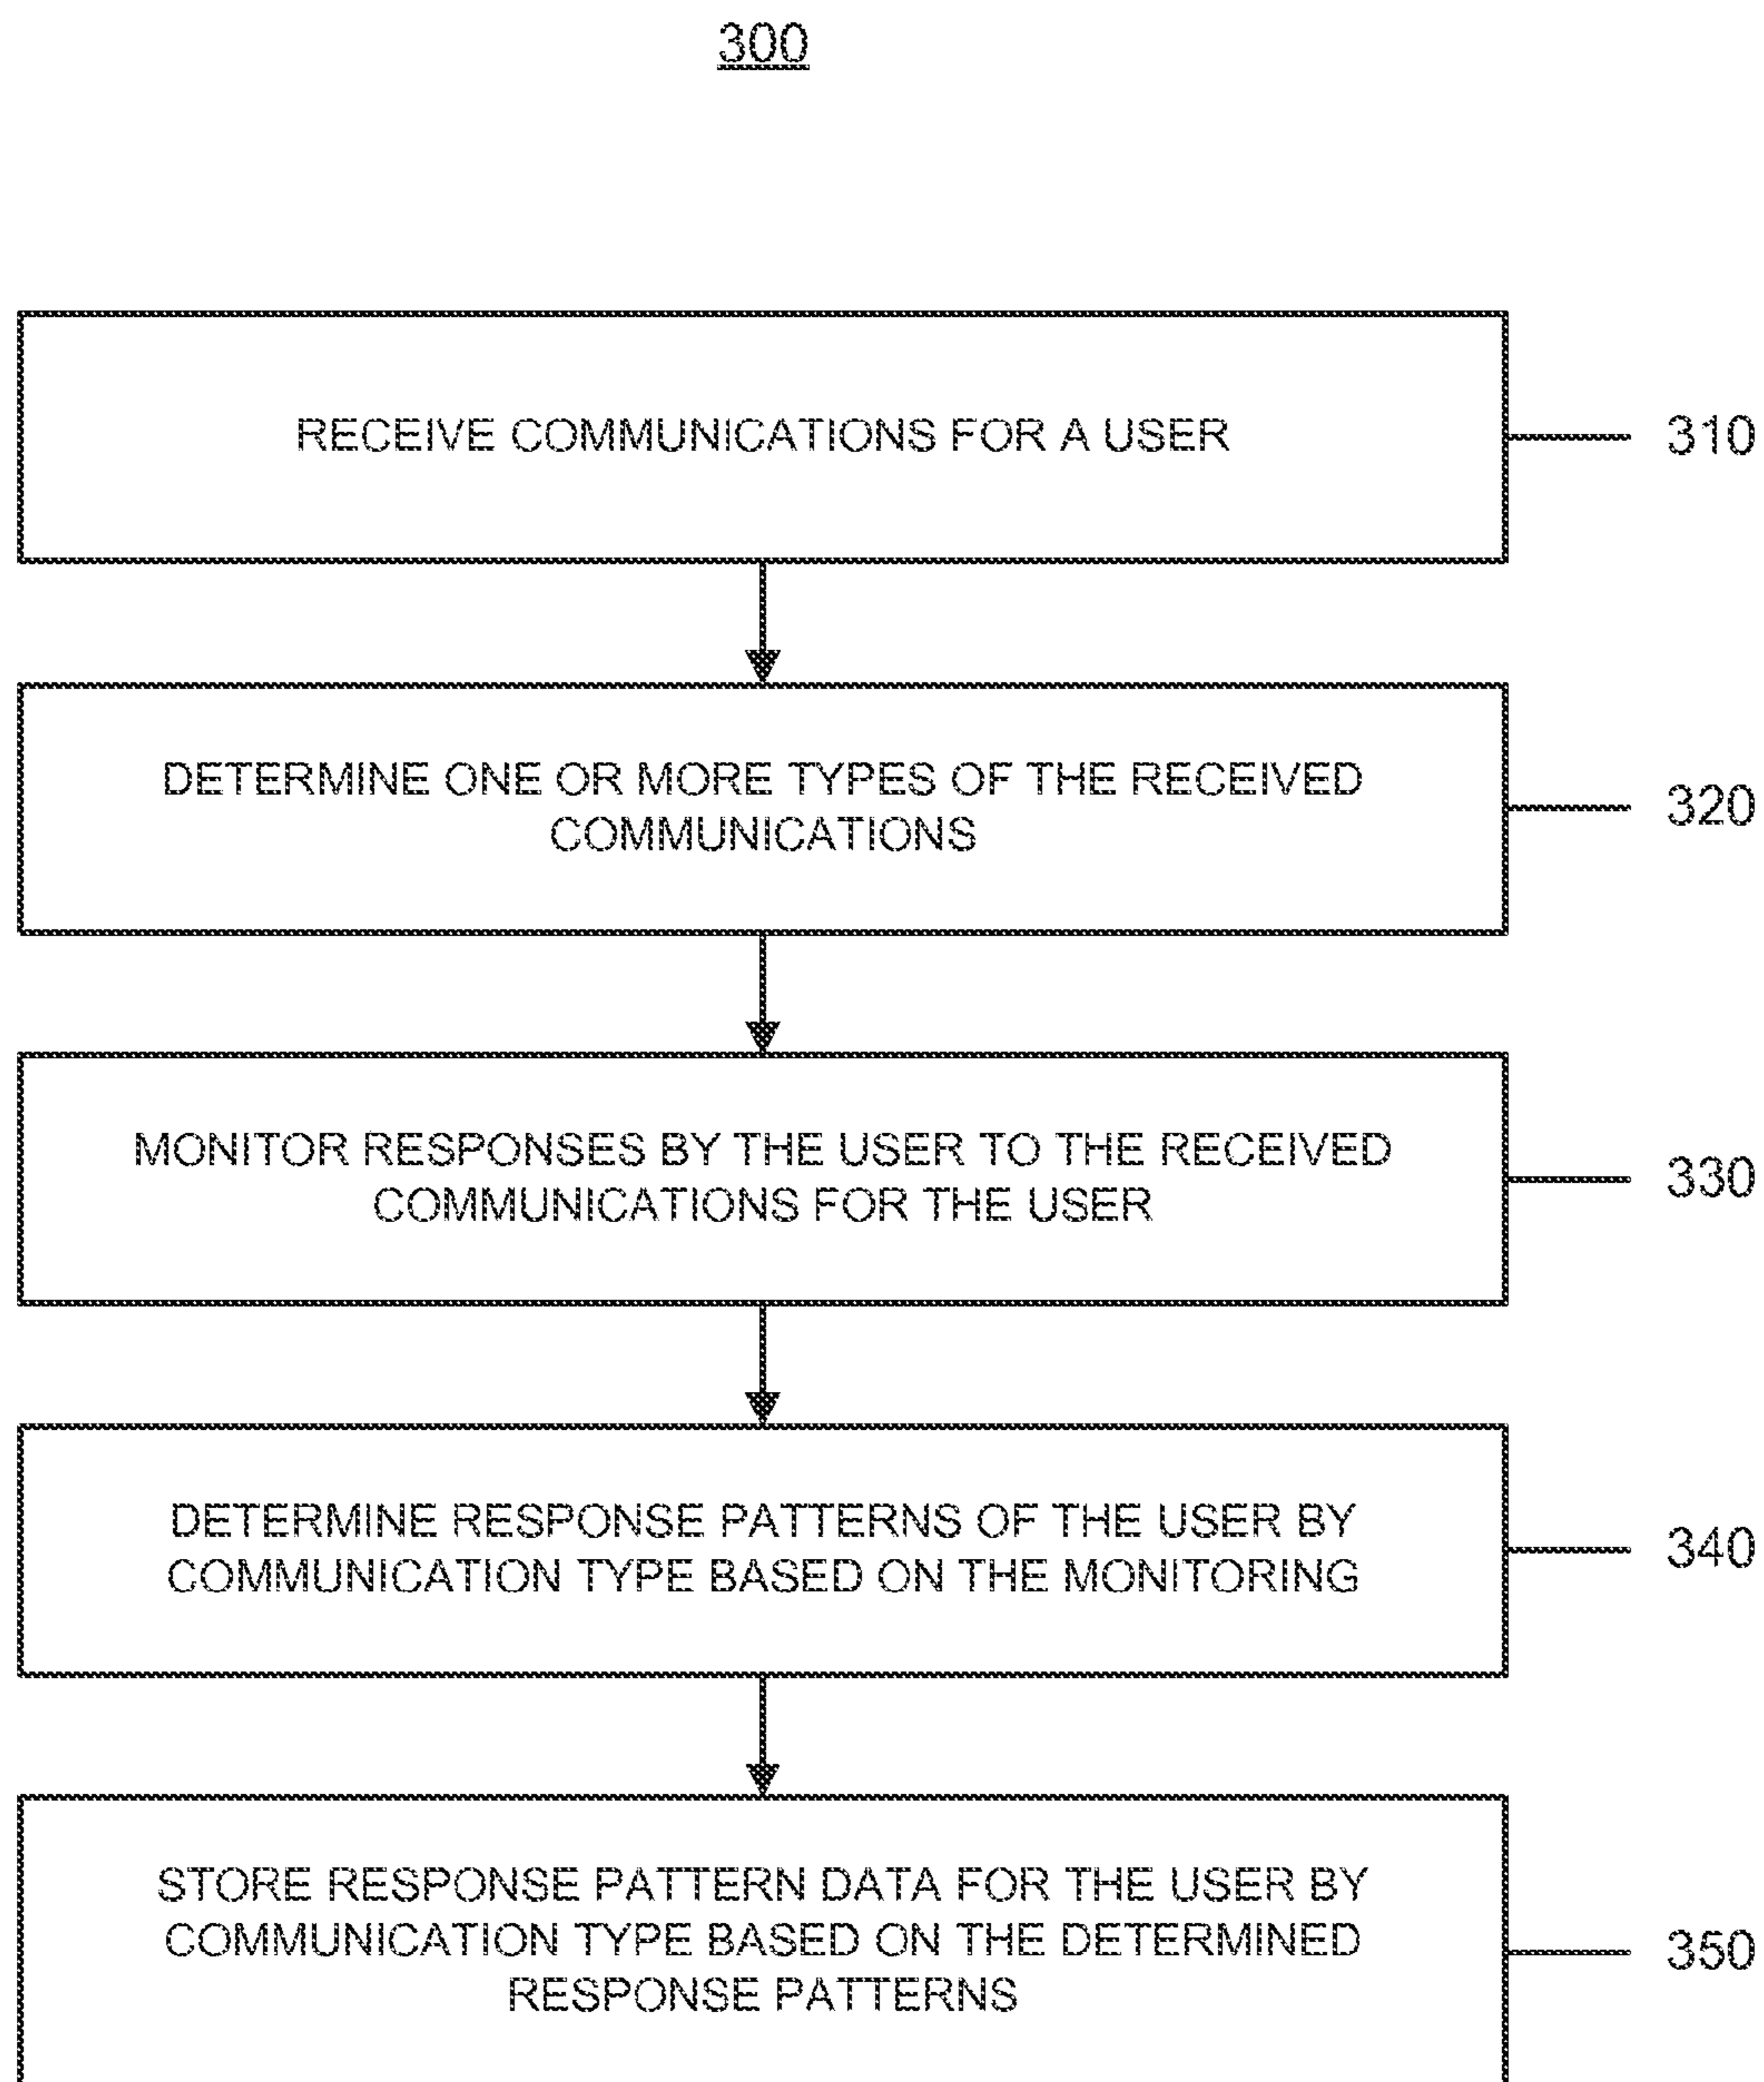 300
RECEIVE COMMUNICATIONS FOR A USER
310
DETERMINE ONE OR MORE TYPES OF THE RECEIVED
COMMUNICATIONS
320
MONITOR RESPONSES BY THE USER TO THE RECEIVED
COMMUNICATIONS FOR THE USER
330
DETERMINE RESPONSE PATTERNS OF THE USER BY
COMMUNICATION TYPE BASED ON THE MONITORING
340
STORE RESPONSE PATTERN DATA FOR THE USER BY
COMMUNICATION TYPE BASED ON THE DETERMINED
RESPONSE PATTERNS
350